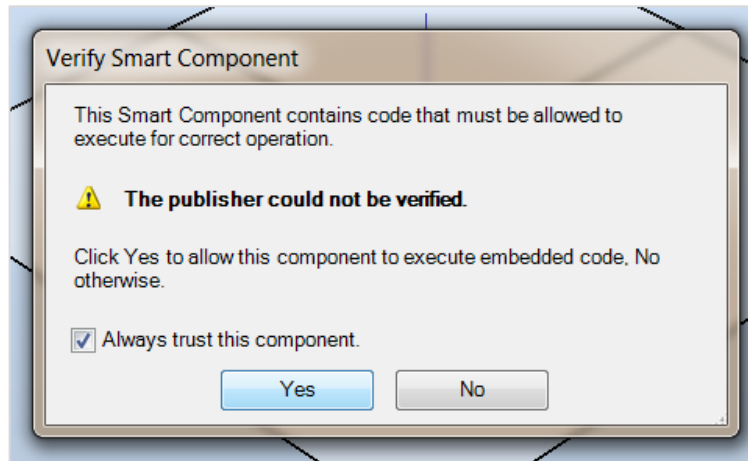 Verify Smart Component
This Smart Component contains code that must be allowed to
execute for correct operation.
The publisher could not be verified.
Click Yes to allow this component to execute embedded code, No
otherwise.
Always trust this component.
Yes
No